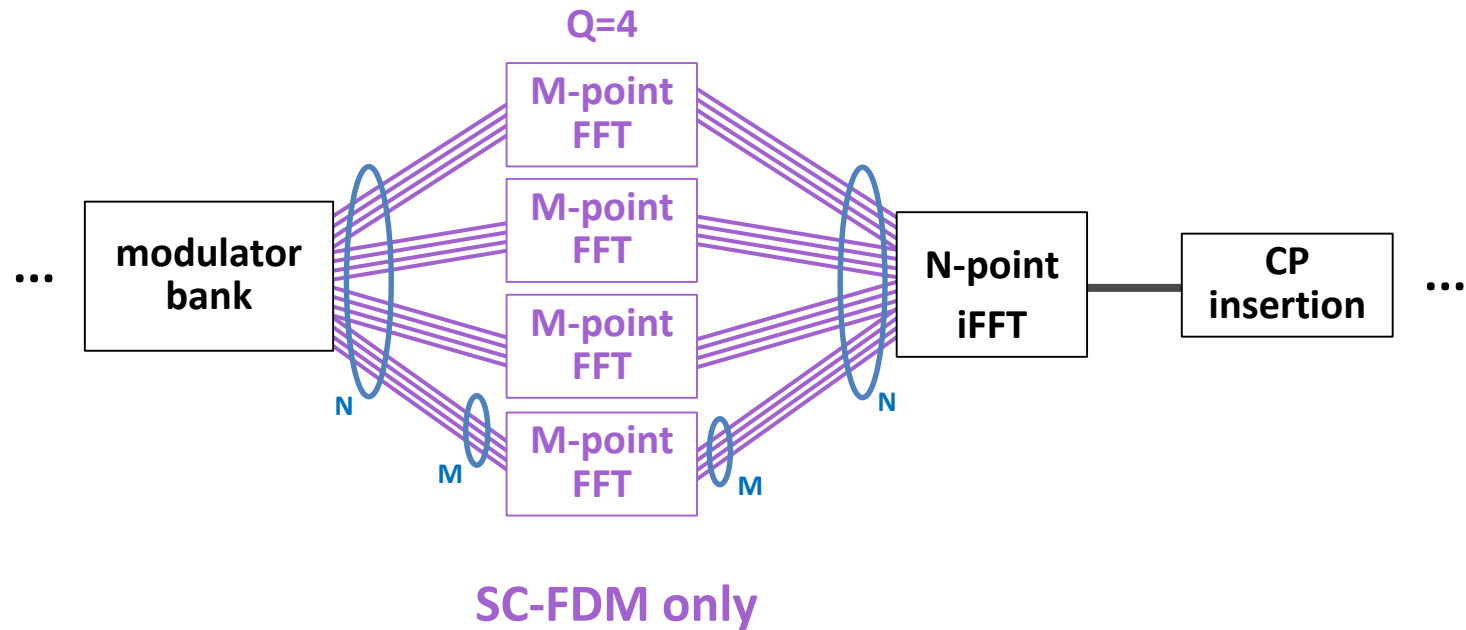 Q=4
M-point
FFT
M-point
FFT
M-point
FFT
M-point
FFT
...
modulator
bank
N
M
M
N
N-point
iFFT
CP
insertion
...
SC-FDM only